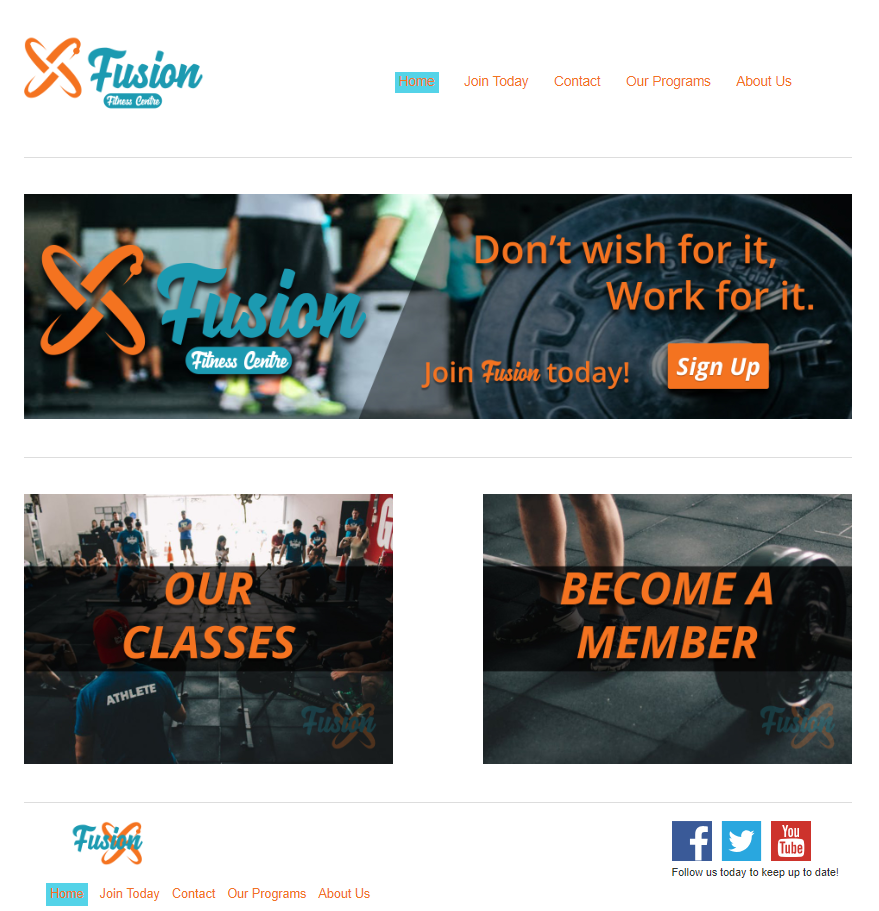 Fusion
Fitness Centre
Home Join Today Contact Our Programs About Us
Don't wish for it,
Work for it.
Fusion
Fitness Centre
Join Fusion today! Sign Up
OUR
CLASSES
ATHLETE
Fusion
BECOME A
MEMBER
Fusion
Fusion
You
Tube
Follow us today to keep up to date!
Home Join Today Contact Our Programs About Us